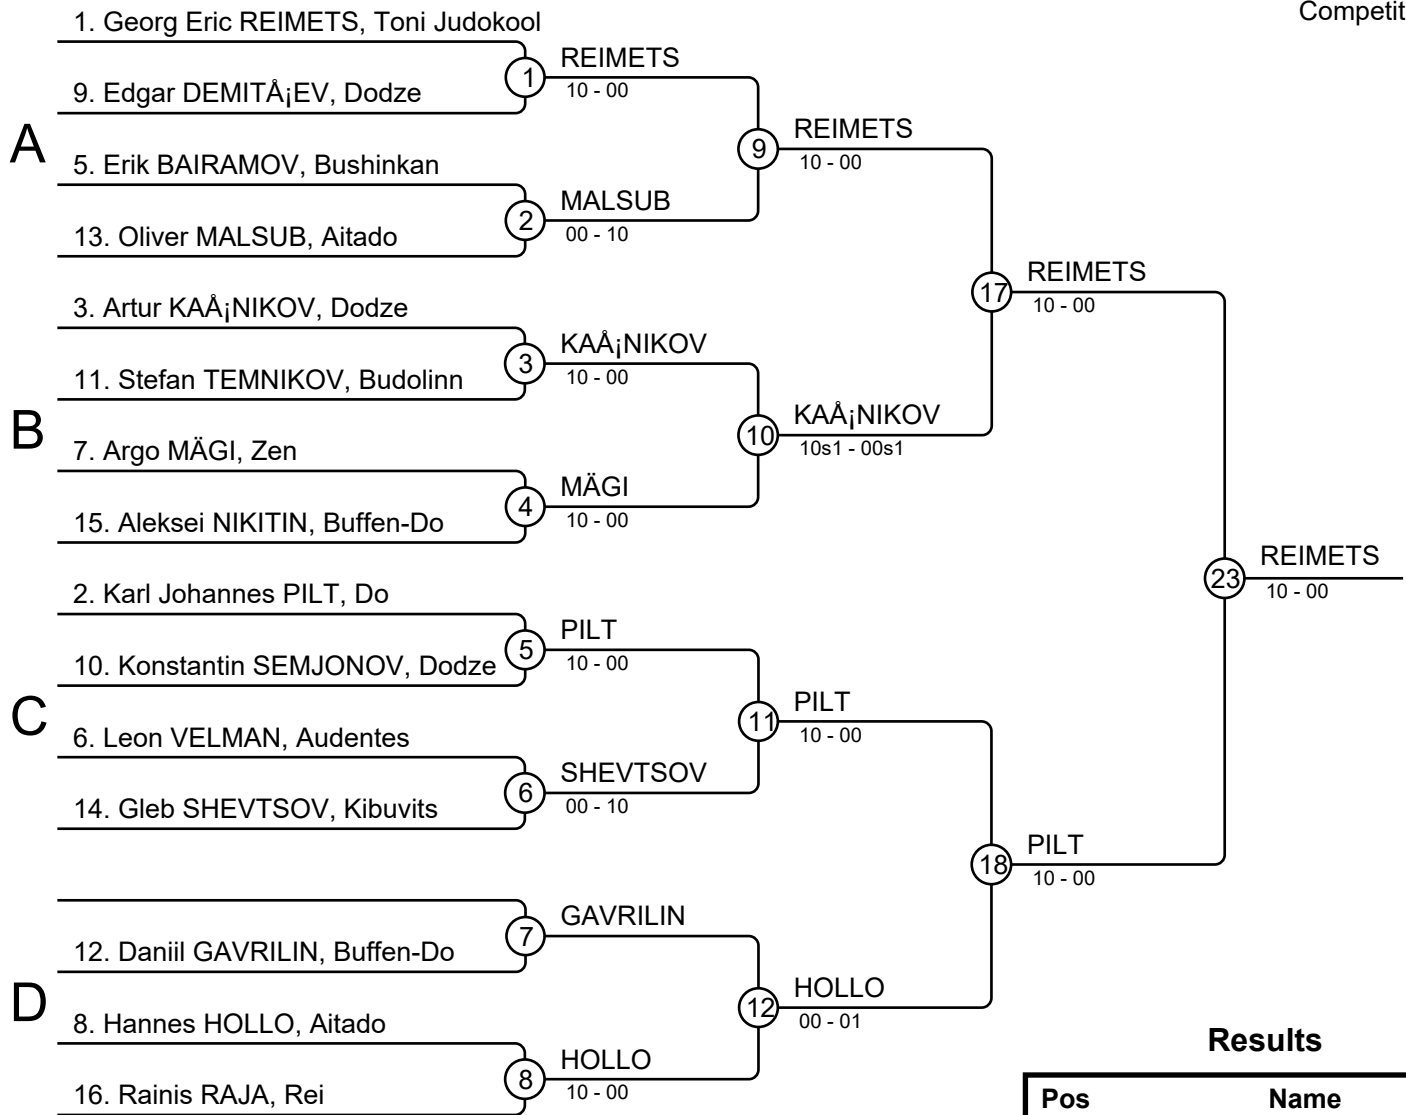 Competit
1. Georg Eric REIMETS, Toni Judokool
REIMETS
1
10 - 00
9. Edgar DEMITÅ¡EV, Dodze
A
REIMETS
9
10 - 00
5. Erik BAIRAMOV, Bushinkan
MALSUB
2
00 - 10
13. Oliver MALSUB, Aitado
REIMETS
17
10 - 00
3. Artur KAÅ¡NIKOV, Dodze
KAÅ¡NIKOV
3
10 - 00
11. Stefan TEMNIKOV, Budolinn
B
KAÅ¡NIKOV
10
10s1 - 00s1
7. Argo MÄGI, Zen
MÄGI
4
10 - 00
15. Aleksei NIKITIN, Buffen-Do
REIMETS
23
10 - 00
2. Karl Johannes PILT, Do
PILT
5
10 - 00
10. Konstantin SEMJONOV, Dodze
C
PILT
11
10 - 00
6. Leon VELMAN, Audentes
SHEVTSOV
6
00 - 10
14. Gleb SHEVTSOV, Kibuvits
PILT
18
10 - 00
GAVRILIN
7
12. Daniil GAVRILIN, Buffen-Do
D
HOLLO
12
00 - 01
8. Hannes HOLLO, Aitado
HOLLO
8
10 - 00
16. Rainis RAJA, Rei
Results
Pos Name